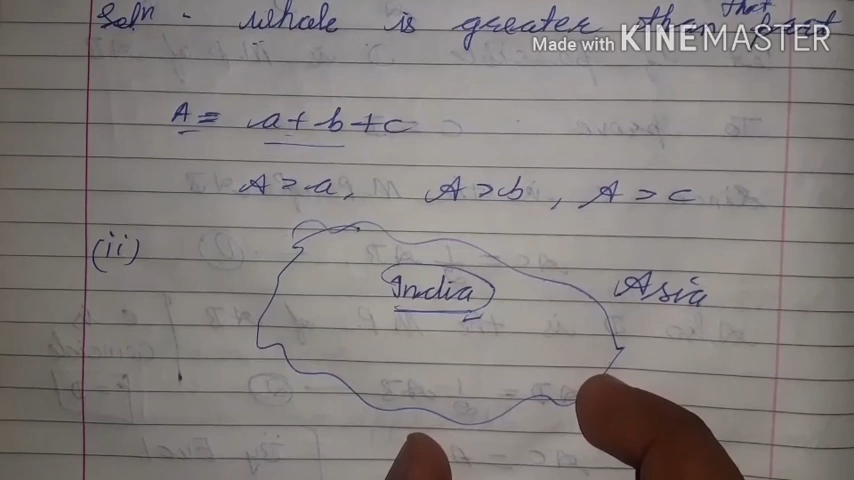 Solⁿ - whole is greater than that part
Made with KINEMASTER
A = a + b + c
A > a, A > b, A > c
(ii)
India
Asia